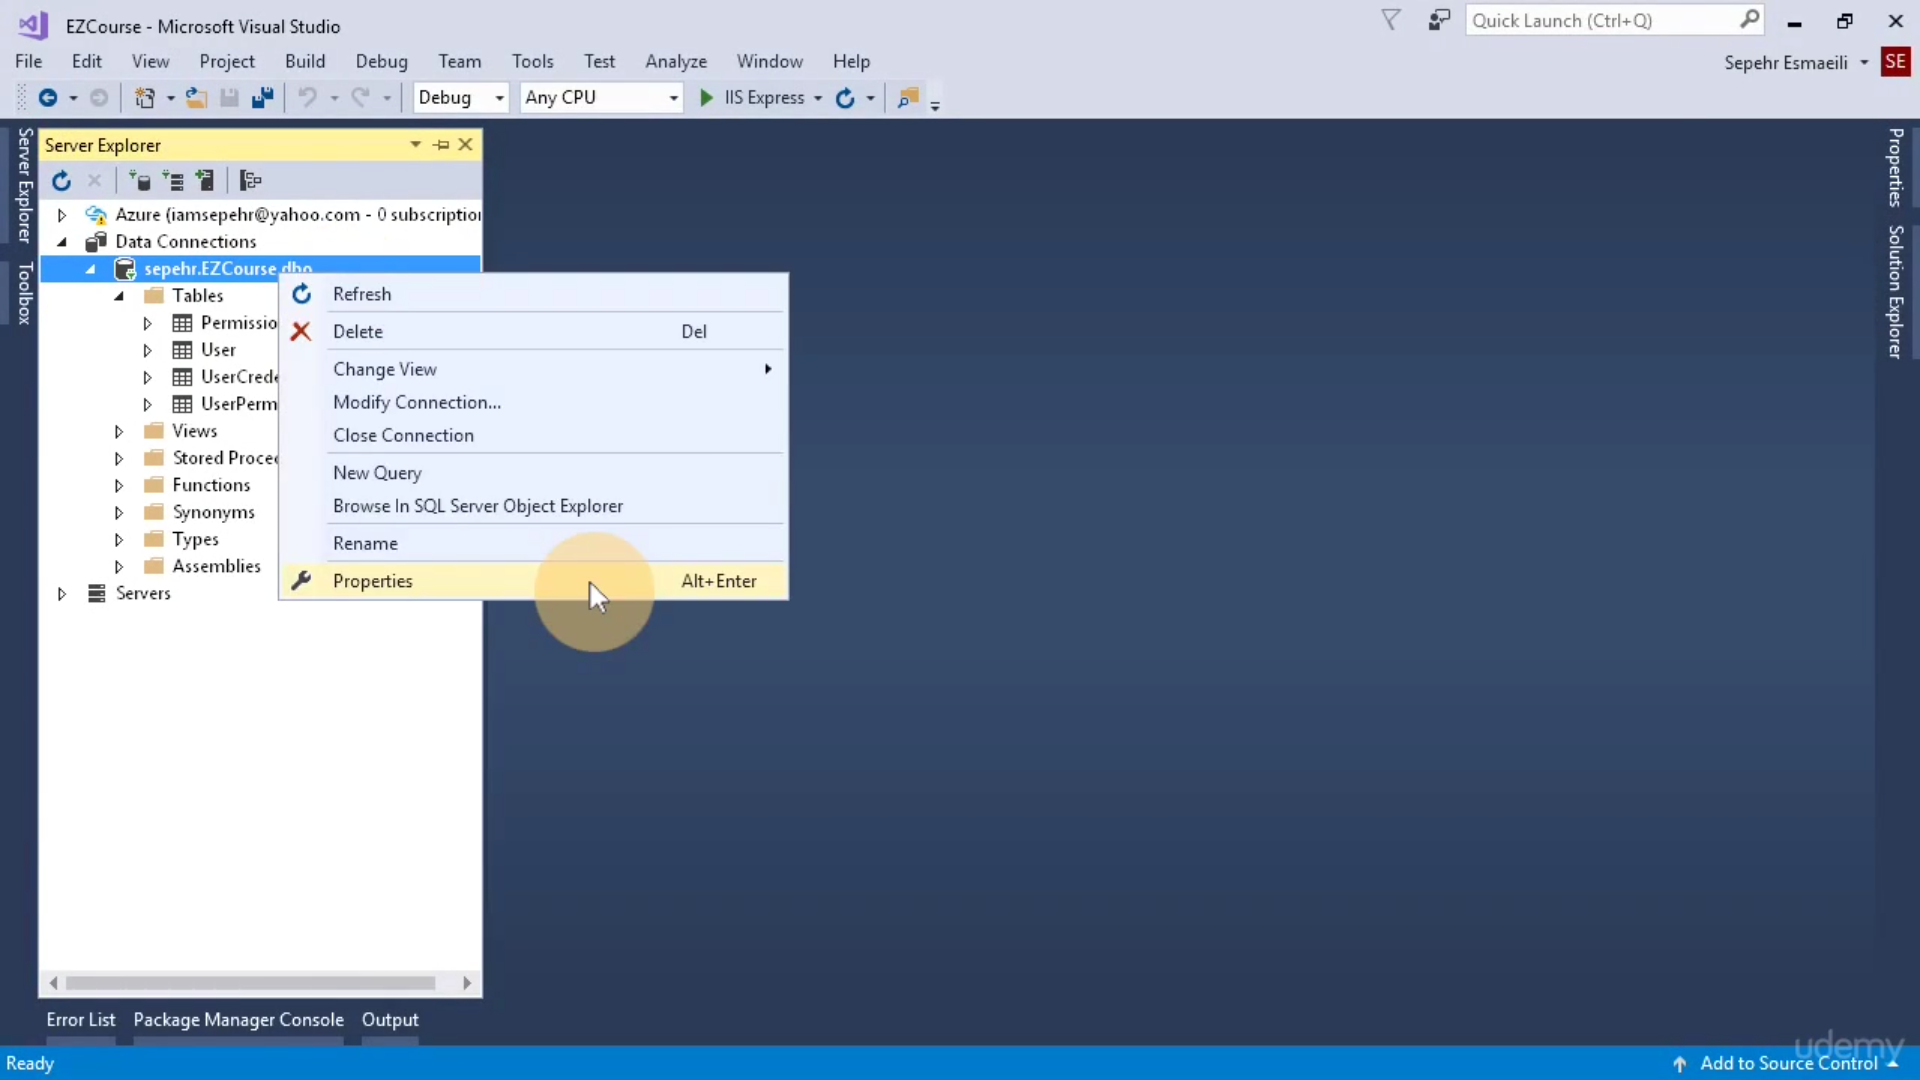 EZCourse - Microsoft Visual Studio
Quick Launch (Ctrl+Q)
File Edit View Project Build Debug Team Tools Test Analyze Window Help
Sepehr Esmaeili SE
Debug Any CPU IIS Express
Server Explorer
Server Explorer
Toolbox
Properties
Solution Explorer
Azure (iamsepehr@yahoo.com - 0 subscription
Data Connections
sepehr.EZCourse.dbo
Tables
Permissio
User
UserCrede
UserPerm
Views
Stored Proce
Functions
Synonyms
Types
Assemblies
Servers
Refresh
Delete Del
Change View
Modify Connection...
Close Connection
New Query
Browse In SQL Server Object Explorer
Rename
Properties Alt+Enter
Error List Package Manager Console Output
udemy
Ready
Add to Source Control